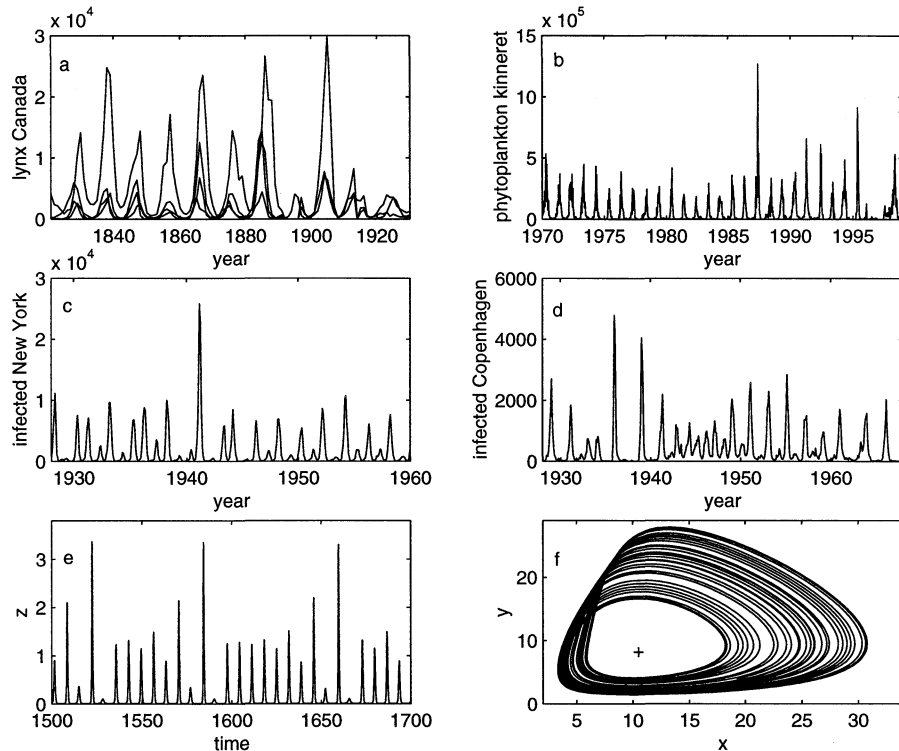 x 10^4
3
2
1
0
a
lynx Canada
1840 1860 1880 1900 1920
year
x 10^5
15
10
5
0
b
phytoplankton kinneret
1970 1975 1980 1985 1990 1995
year
x 10^4
3
2
1
0
c
infected New York
1930 1940 1950 1960
year
6000
4000
2000
0
d
infected Copenhagen
1930 1940 1950 1960
year
3
2
1
0
e
z
1500 1550 1600 1650 1700
time
20
10
0
f
y
5 10 15 20 25 30
x